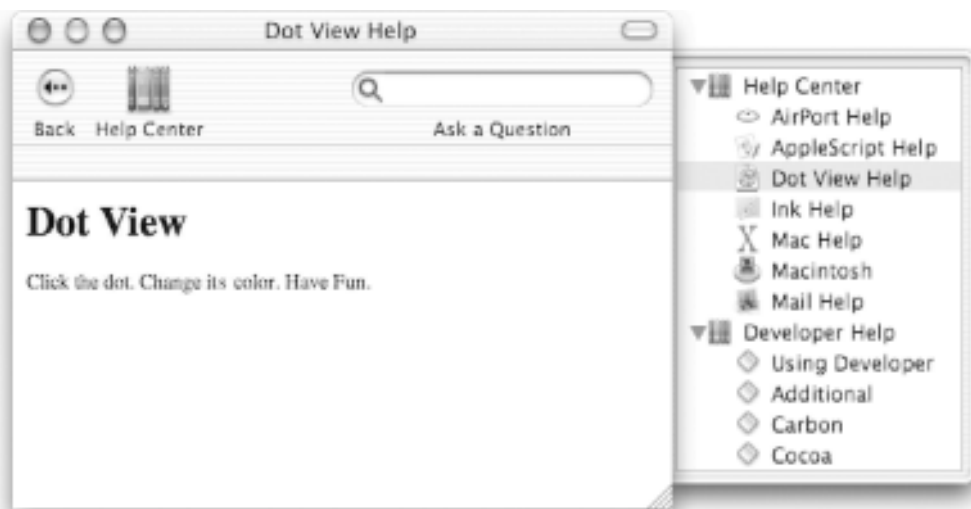 Dot View Help
Back Help Center
Ask a Question
Dot View
Click the dot. Change its color. Have Fun.
Help Center
AirPort Help
AppleScript Help
Dot View Help
Ink Help
Mac Help
Macintosh
Mail Help
Developer Help
Using Developer
Additional
Carbon
Cocoa